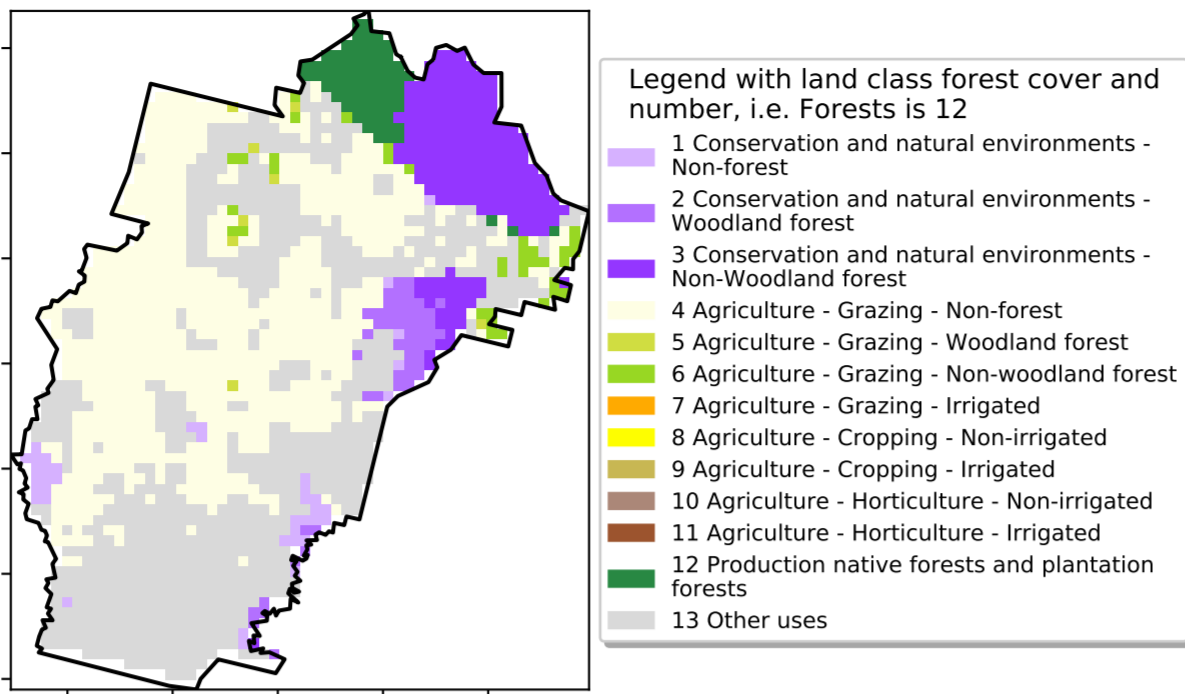 Legend with land class forest cover and
number, i.e. Forests is 12
1 Conservation and natural environments -
Non-forest
2 Conservation and natural environments -
Woodland forest
3 Conservation and natural environments -
Non-Woodland forest
4 Agriculture - Grazing - Non-forest
5 Agriculture - Grazing - Woodland forest
6 Agriculture - Grazing - Non-woodland forest
7 Agriculture - Grazing - Irrigated
8 Agriculture - Cropping - Non-irrigated
9 Agriculture - Cropping - Irrigated
10 Agriculture - Horticulture - Non-irrigated
11 Agriculture - Horticulture - Irrigated
12 Production native forests and plantation
forests
13 Other uses